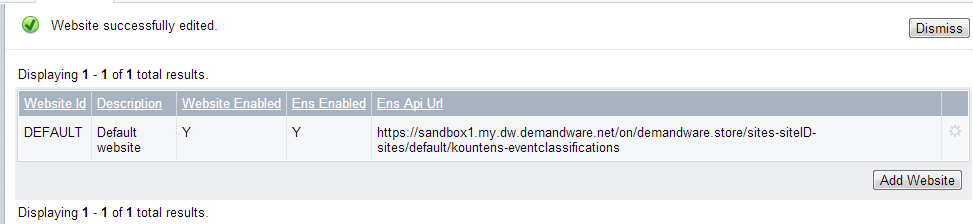 Website successfully edited.
Dismiss
Displaying 1 - 1 of 1 total results.
Website Id Description Website Enabled Ens Enabled Ens Api Url
DEFAULT Default website Y Y https://sandbox1.my.dw.demandware.net/on/demandware.store/sites-siteID-
sites/default/kountens-eventclassifications
Add Website
Displaying 1 - 1 of 1 total results.